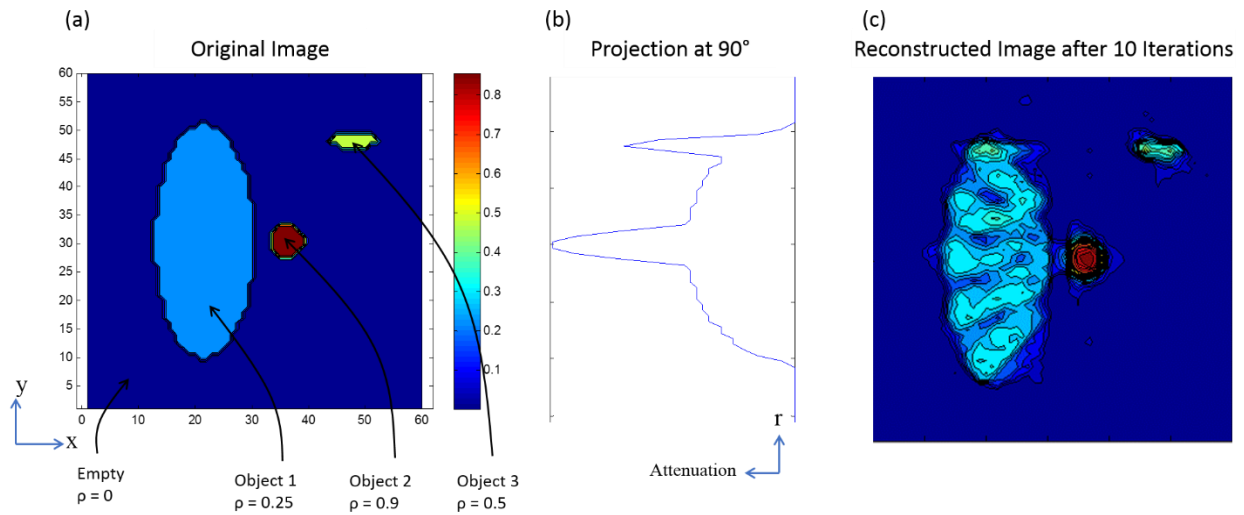 (a)
Original Image
60
55
50
45
40
35
30
25
20
15
10
5
0
10
20
30
40
50
60
0.8
0.7
0.6
0.5
0.4
0.3
0.2
0.1
y
x
Empty
ρ = 0
Object 1
ρ = 0.25
Object 2
ρ = 0.9
Object 3
ρ = 0.5
(b)
Projection at 90°
r
Attenuation
(c)
Reconstructed Image after 10 Iterations